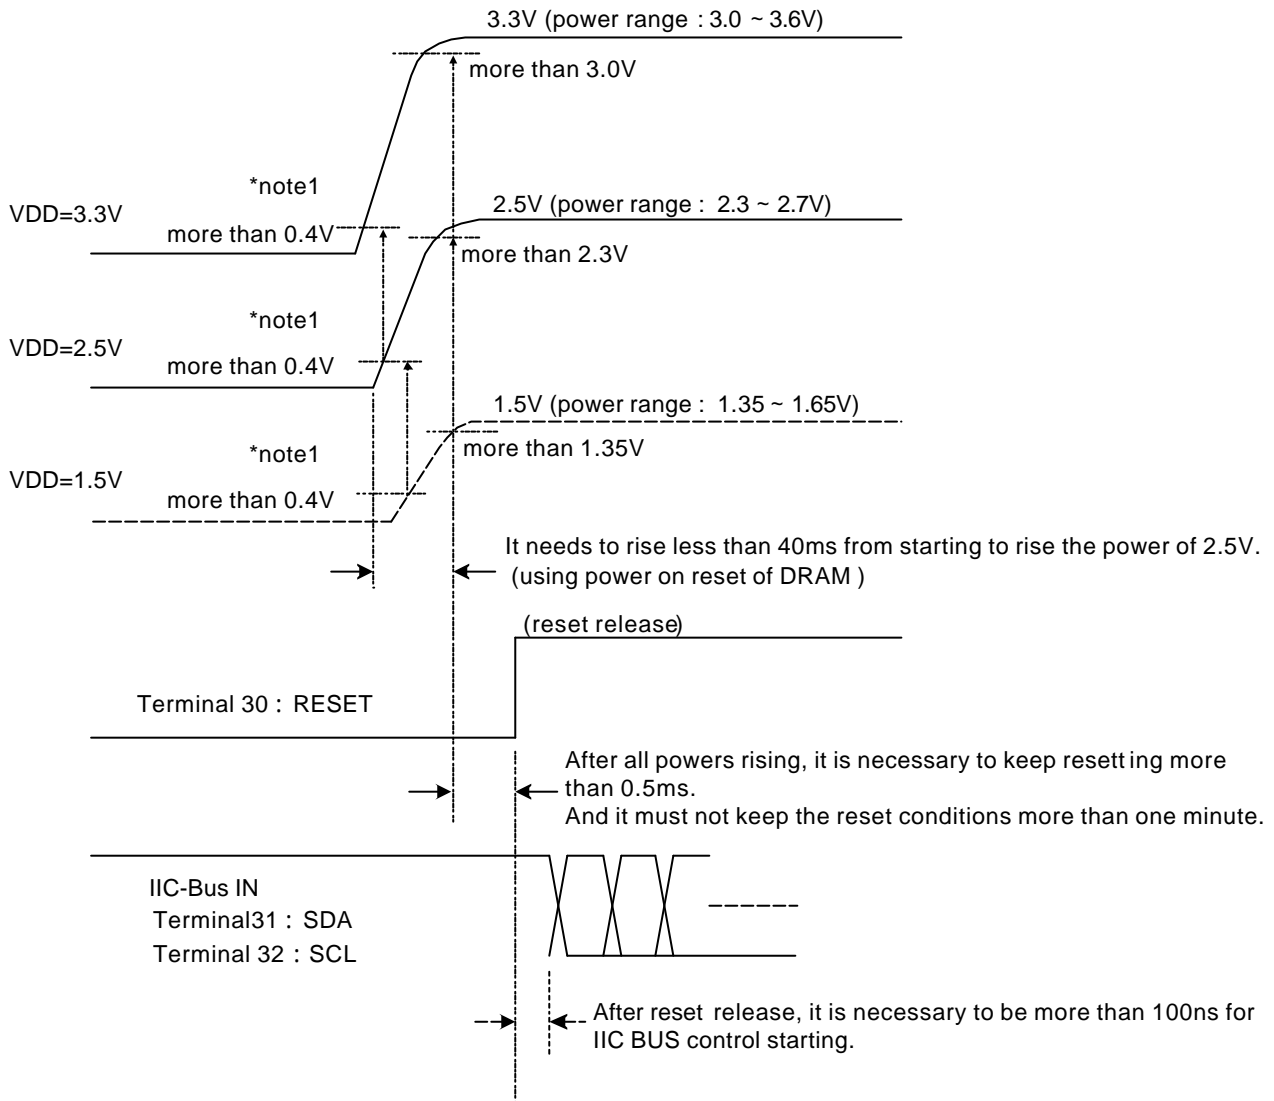 3.3V (power range : 3.0 ~ 3.6V)
more than 3.0V
*note1
VDD=3.3V
more than 0.4V
2.5V (power range : 2.3 ~ 2.7V)
more than 2.3V
*note1
VDD=2.5V
more than 0.4V
1.5V (power range : 1.35 ~ 1.65V)
more than 1.35V
*note1
VDD=1.5V
more than 0.4V
It needs to rise less than 40ms from starting to rise the power of 2.5V.
(using power on reset of DRAM )
(reset release)
Terminal 30 : RESET
After all powers rising, it is necessary to keep resett ing more
than 0.5ms.
And it must not keep the reset conditions more than one minute.
IIC-Bus IN
Terminal31 : SDA
Terminal 32 : SCL
After reset release, it is necessary to be more than 100ns for
IIC BUS control starting.